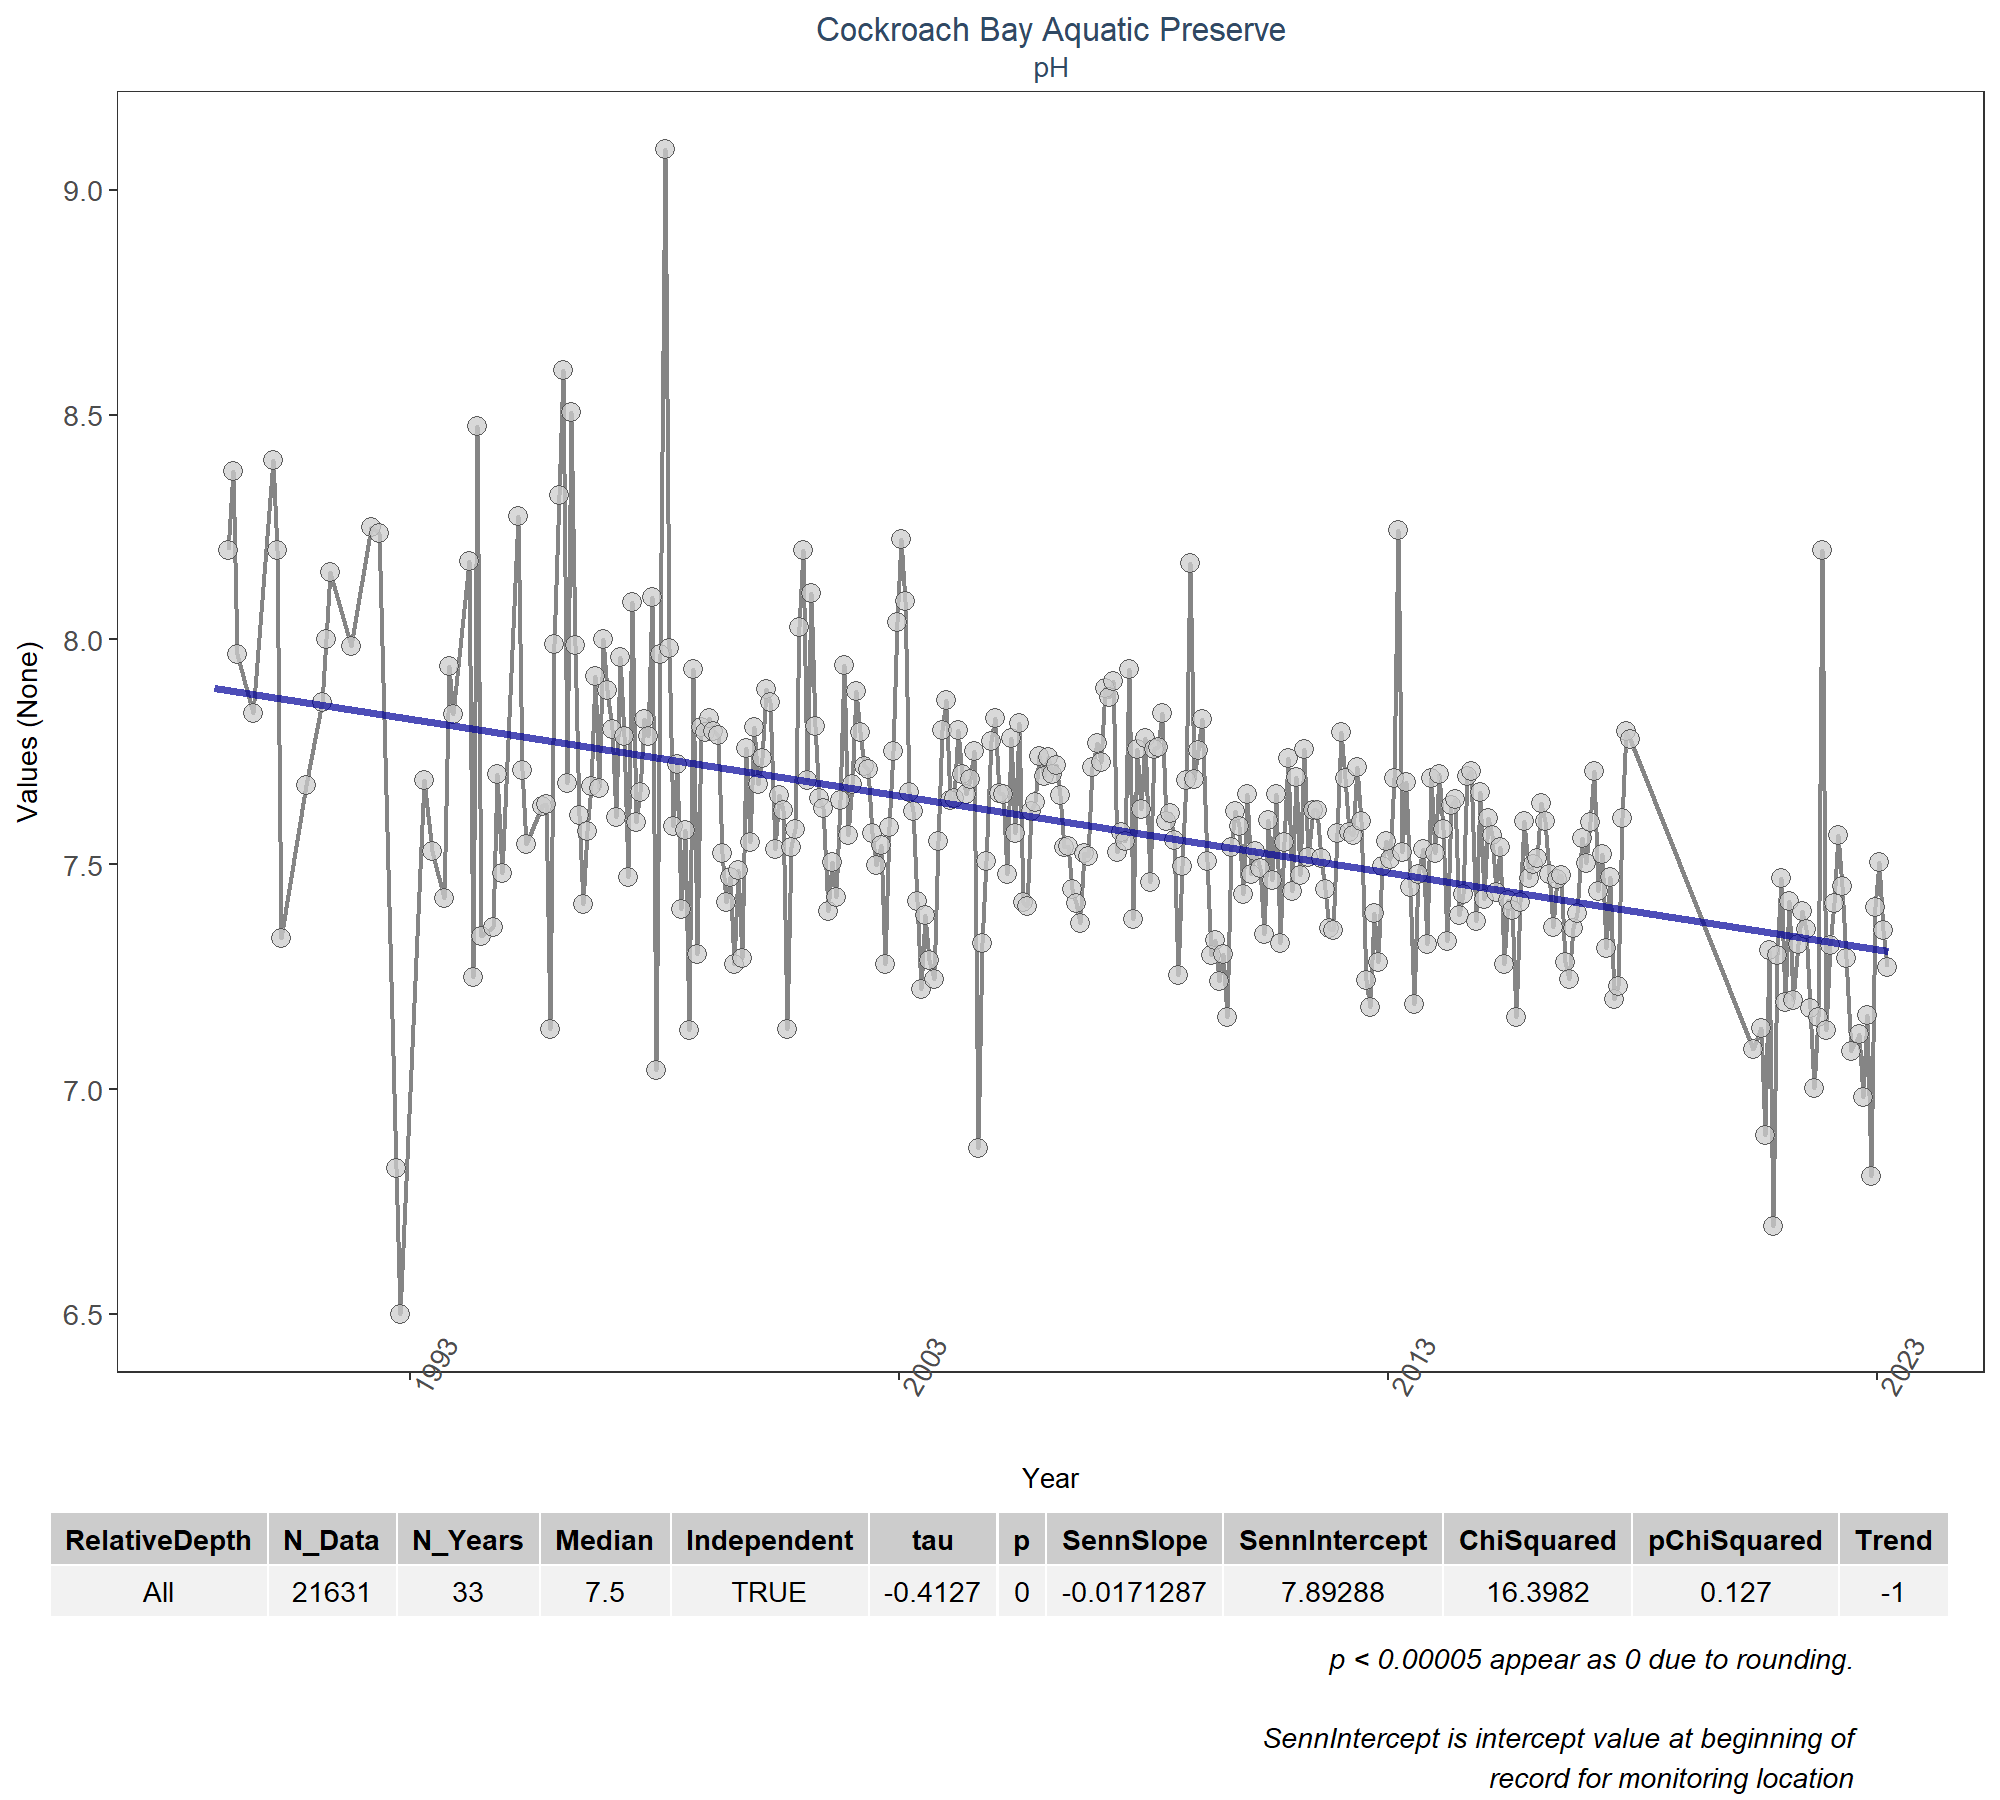 Cockroach Bay Aquatic Preserve
pH
9.0
8.5
8.0
7.5
7.0
6.5
Values (None)
1993
2003
2013
2023
Year
RelativeDepth N_Data N_Years Median Independent tau p SennSlope SennIntercept ChiSquared pChiSquared Trend
All 21631 33 7.5 TRUE -0.4127 0 -0.0171287 7.89288 16.3982 0.127 -1
p < 0.00005 appear as 0 due to rounding.
SennIntercept is intercept value at beginning of
record for monitoring location